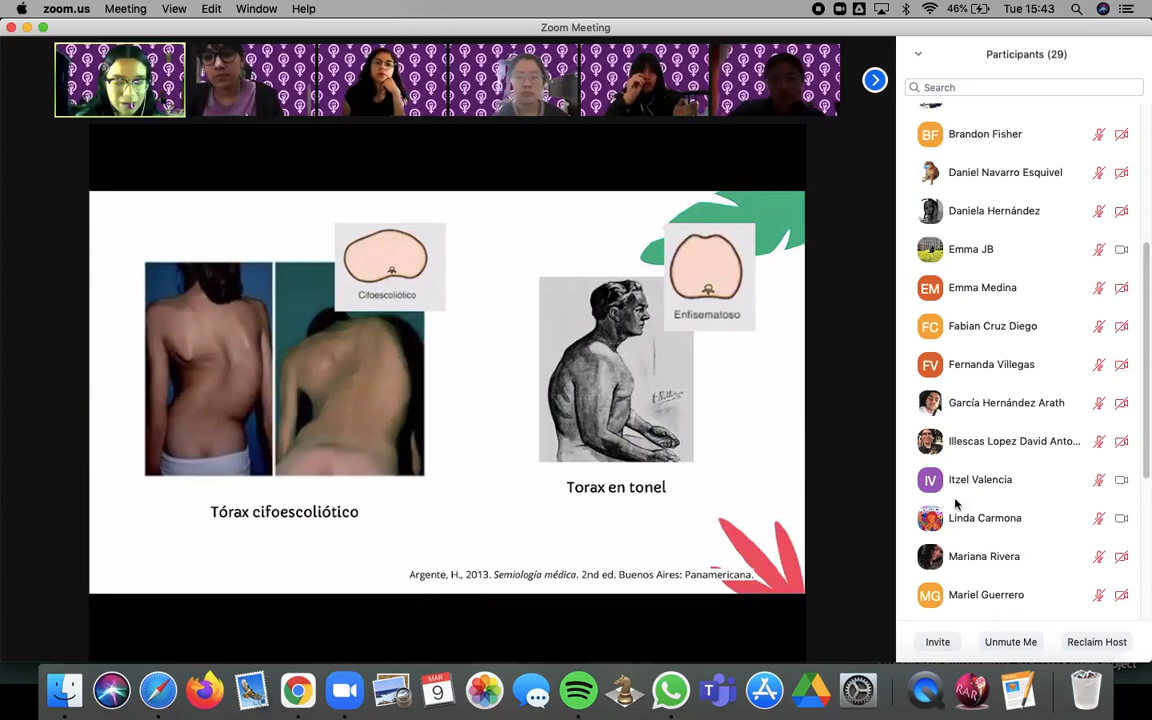 zoom.us Meeting View Edit Window Help 46% Tue 15:43
Zoom Meeting
Participants (29)
Search
BF Brandon Fisher
Daniel Navarro Esquivel
Daniela Hernández
Emma JB
EM Emma Medina
FC Fabian Cruz Diego
FV Fernanda Villegas
García Hernández Arath
Illescas Lopez David Anto...
IV Itzel Valencia
Linda Carmona
Mariana Rivera
MG Mariel Guerrero
Invite Unmute Me Reclaim Host
Cifoescoliótico
Enfisematoso
Torax en tonel
Tórax cifoescoliótico
Argente, H., 2013. Semiología médica. 2nd ed. Buenos Aires: Panamericana.
MAR
9
RAR